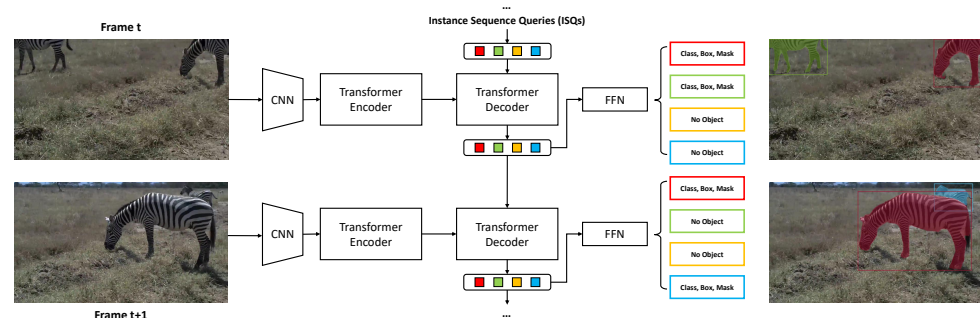 ...
Instance Sequence Queries (ISQs)
Frame t
CNN
Transformer
Encoder
Transformer
Decoder
FFN
Class, Box, Mask
Class, Box, Mask
No Object
No Object
CNN
Transformer
Encoder
Transformer
Decoder
FFN
Class, Box, Mask
No Object
No Object
Class, Box, Mask
Frame t+1
...